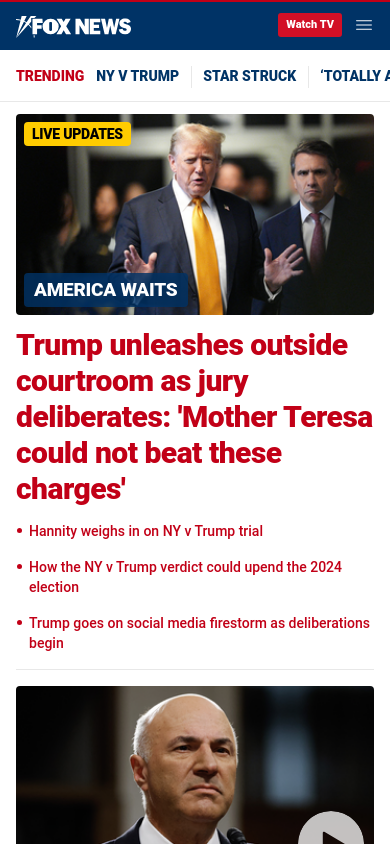 FOX NEWS
Watch TV
TRENDING NY V TRUMP STAR STRUCK ‘TOTALLY A
LIVE UPDATES
AMERICA WAITS
Trump unleashes outside
courtroom as jury
deliberates: 'Mother Teresa
could not beat these
charges'
• Hannity weighs in on NY v Trump trial
• How the NY v Trump verdict could upend the 2024
election
• Trump goes on social media firestorm as deliberations
begin